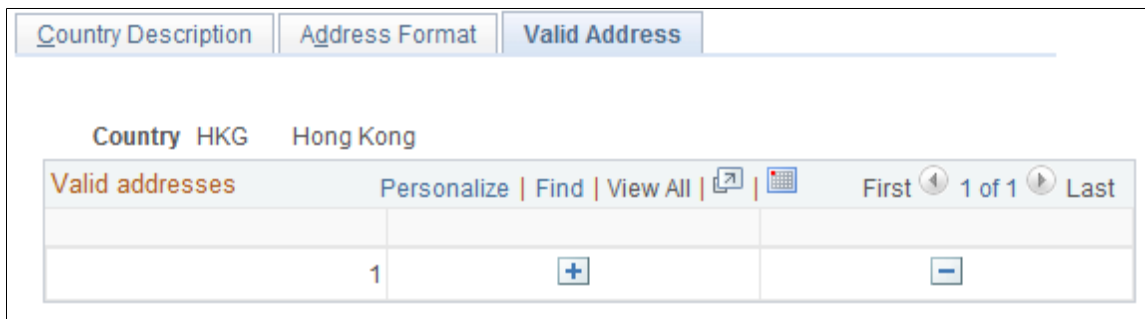 Country Description Address Format Valid Address
Country HKG Hong Kong
Valid addresses Personalize | Find | View All | | First 1 of 1 Last
1